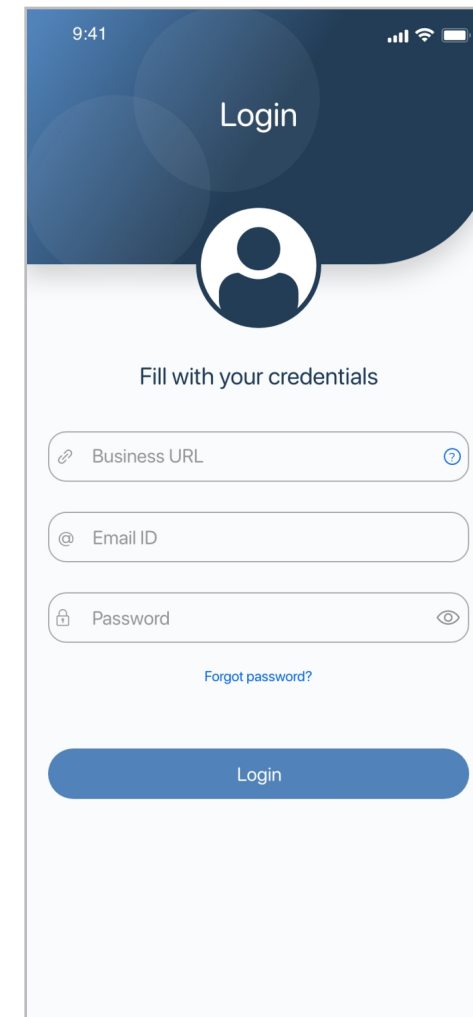 9:41
Login
Fill with your credentials
Business URL
?
@ Email ID
Password
Forgot password?
Login